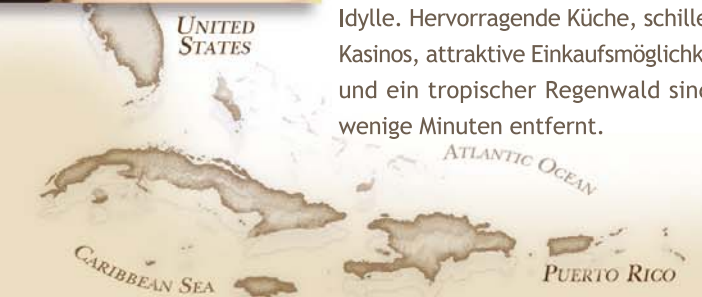 Idylle. Hervorragende Küche, schille
Kasinos, attraktive Einkaufsmöglichk
und ein tropischer Regenwald sind
wenige Minuten entfernt.
UNITED
STATES
ATLANTIC OCEAN
CARIBBEAN SEA
PUERTO RICO